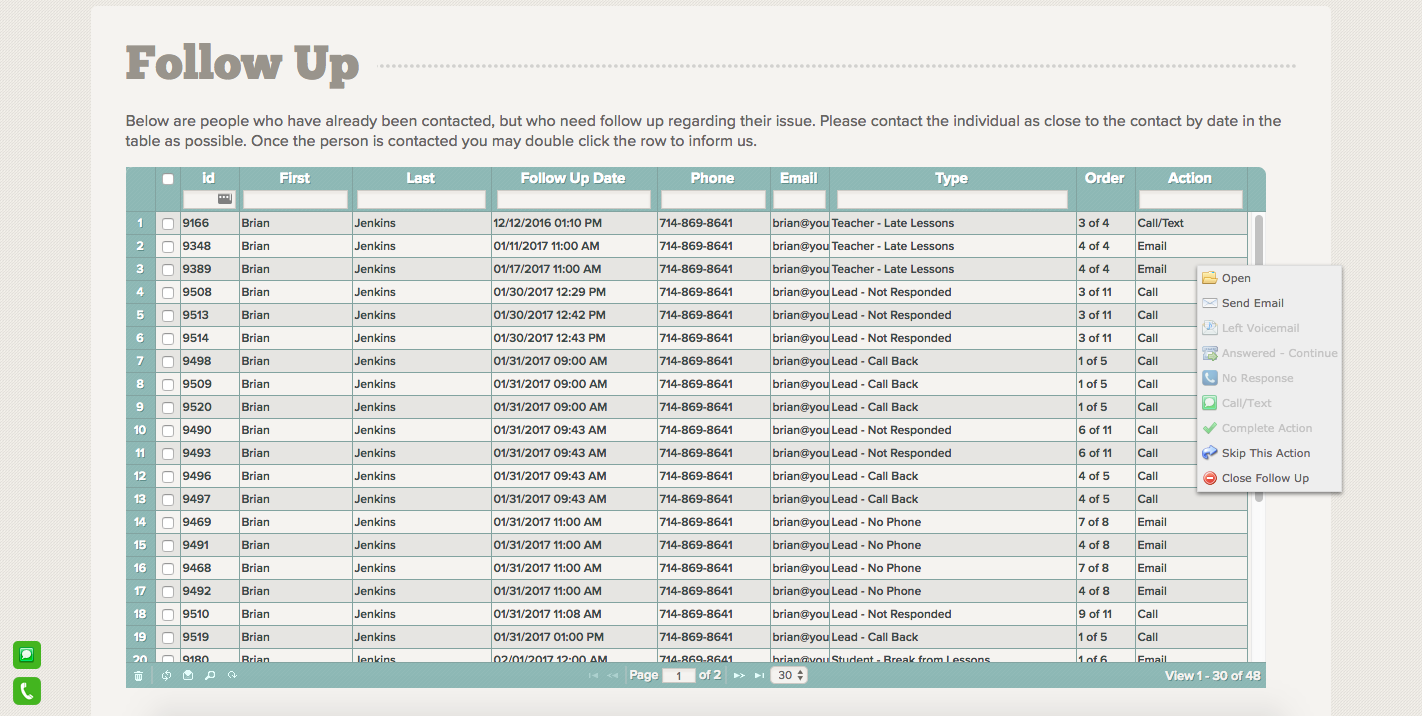 Follow Up
Below are people who have already been contacted, but who need follow up regarding their issue. Please contact the individual as close to the contact by date in the
table as possible. Once the person is contacted you may double click the row to inform us.
id First Last Follow Up Date Phone Email Type Order Action
1 9166 Brian Jenkins 12/12/2016 01:10 PM 714-869-8641 brian@you Teacher - Late Lessons 3 of 4 Call/Text
2 9348 Brian Jenkins 01/11/2017 11:00 AM 714-869-8641 brian@you Teacher - Late Lessons 4 of 4 Email
3 9389 Brian Jenkins 01/17/2017 11:00 AM 714-869-8641 brian@you Teacher - Late Lessons 4 of 4 Email
4 9508 Brian Jenkins 01/30/2017 12:29 PM 714-869-8641 brian@you Lead - Not Responded 3 of 11 Call
5 9513 Brian Jenkins 01/30/2017 12:42 PM 714-869-8641 brian@you Lead - Not Responded 3 of 11 Call
6 9514 Brian Jenkins 01/30/2017 12:43 PM 714-869-8641 brian@you Lead - Not Responded 3 of 11 Call
7 9498 Brian Jenkins 01/31/2017 09:00 AM 714-869-8641 brian@you Lead - Call Back 1 of 5 Call
8 9509 Brian Jenkins 01/31/2017 09:00 AM 714-869-8641 brian@you Lead - Call Back 1 of 5 Call
9 9520 Brian Jenkins 01/31/2017 09:00 AM 714-869-8641 brian@you Lead - Call Back 1 of 5 Call
10 9490 Brian Jenkins 01/31/2017 09:43 AM 714-869-8641 brian@you Lead - Not Responded 6 of 11 Call
11 9493 Brian Jenkins 01/31/2017 09:43 AM 714-869-8641 brian@you Lead - Not Responded 6 of 11 Call
12 9496 Brian Jenkins 01/31/2017 09:43 AM 714-869-8641 brian@you Lead - Call Back 4 of 5 Call
13 9497 Brian Jenkins 01/31/2017 09:43 AM 714-869-8641 brian@you Lead - Call Back 4 of 5 Call
14 9469 Brian Jenkins 01/31/2017 11:00 AM 714-869-8641 brian@you Lead - No Phone 7 of 8 Email
15 9491 Brian Jenkins 01/31/2017 11:00 AM 714-869-8641 brian@you Lead - No Phone 4 of 8 Email
16 9468 Brian Jenkins 01/31/2017 11:00 AM 714-869-8641 brian@you Lead - No Phone 7 of 8 Email
17 9492 Brian Jenkins 01/31/2017 11:00 AM 714-869-8641 brian@you Lead - No Phone 4 of 8 Email
18 9510 Brian Jenkins 01/31/2017 11:08 AM 714-869-8641 brian@you Lead - Not Responded 9 of 11 Call
19 9519 Brian Jenkins 01/31/2017 01:00 PM 714-869-8641 brian@you Lead - Call Back 1 of 5 Call
20 9180 Brian Jenkins 02/01/2017 12:00 AM 714-869-8641 brian@you Student - Break from Lessons 1 of 6 Email
Open
Send Email
Left Voicemail
Answered - Continue
No Response
Call/Text
Complete Action
Skip This Action
Close Follow Up
Page 1 of 2 30 View 1 - 30 of 48